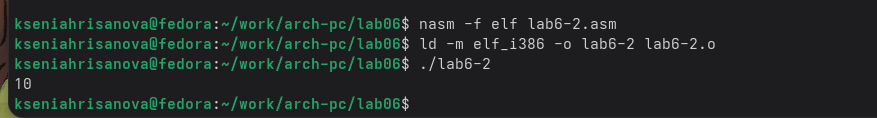 kseniahrisanova@fedora:~/work/arch-pc/lab06$ nasm -f elf lab6-2.asm
kseniahrisanova@fedora:~/work/arch-pc/lab06$ ld -m elf_i386 -o lab6-2 lab6-2.o
kseniahrisanova@fedora:~/work/arch-pc/lab06$ ./lab6-2
10
kseniahrisanova@fedora:~/work/arch-pc/lab06$